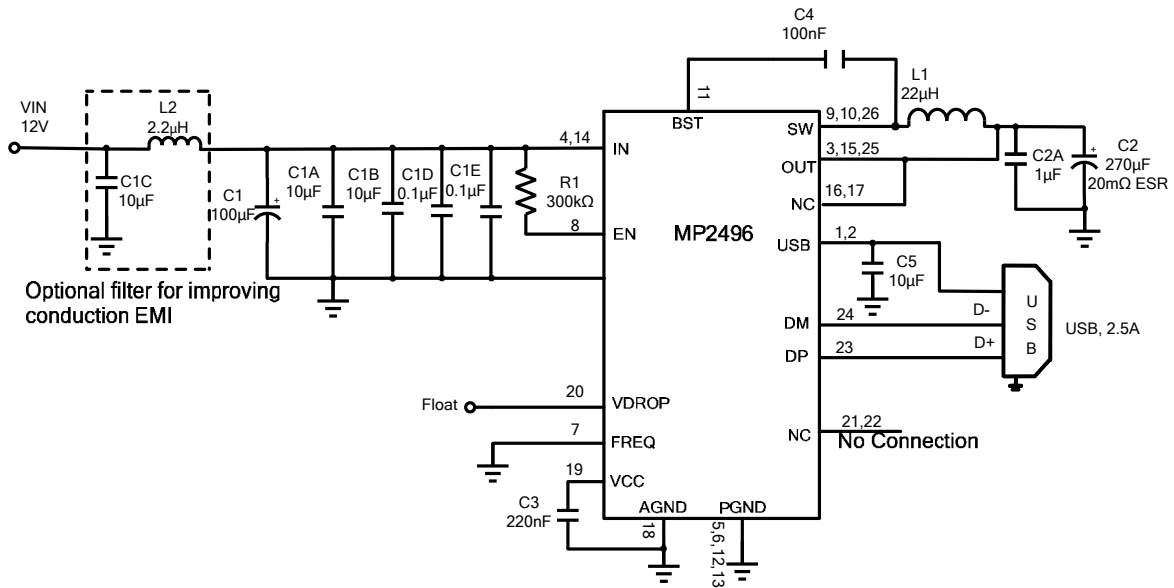 C4
100nF
L1
22µH
11
BST
9,10,26
SW
VIN
12V
L2
2.2µH
4,14
IN
3,15,25
OUT
C2A
1µF
C2
270µF
20mΩ ESR
+
C1C
10µF
C1
100µF
+
C1A
10µF
C1B
10µF
C1D
0.1µF
C1E
0.1µF
R1
300kΩ
16,17
NC
8
EN
MP2496
USB
1,2
C5
10µF
Optional filter for improving
conduction EMI
DM
24
D-
DP
23
D+
U
S
B
USB, 2.5A
Float
20
VDROP
7
FREQ
NC
21,22
No Connection
19
VCC
C3
220nF
AGND
18
PGND
5,6,12,13